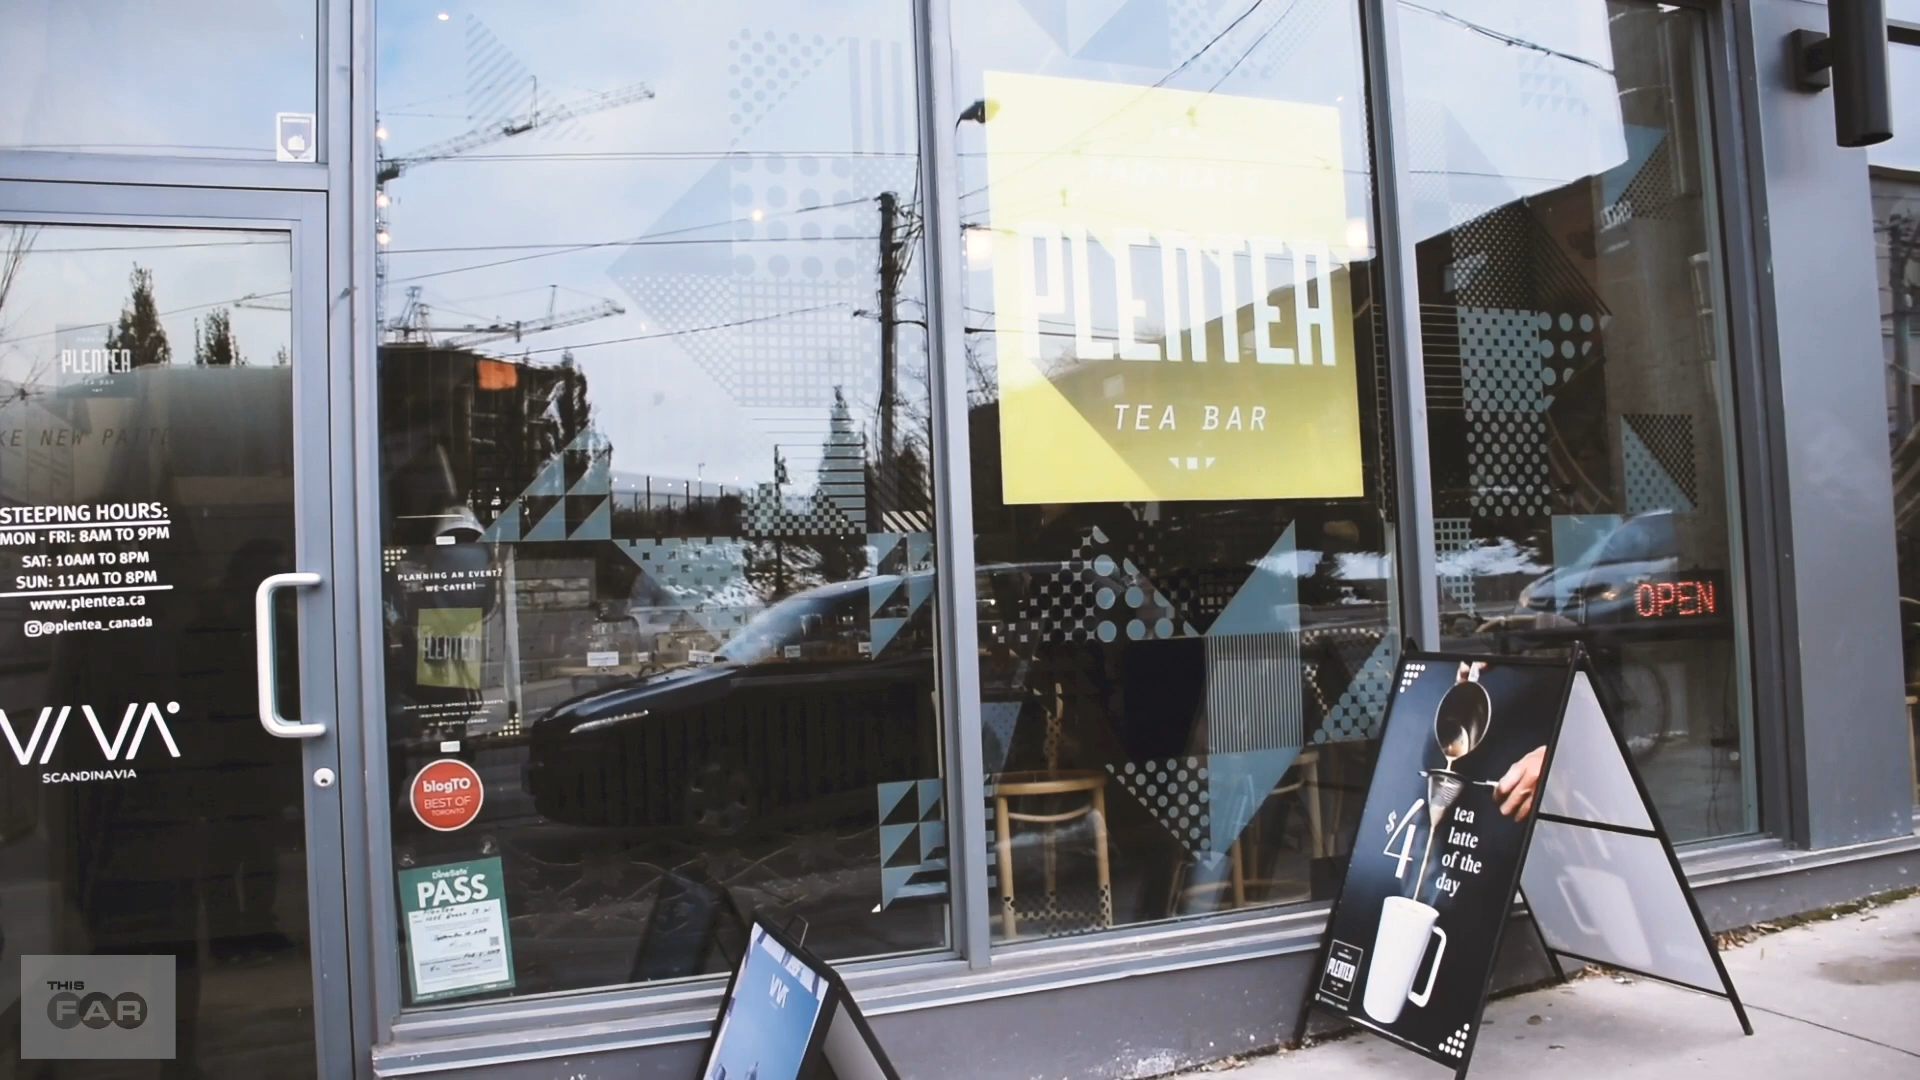 PLENTEA
TEA BAR
STEEPING HOURS:
MON - FRI: 8AM TO 9PM
SAT: 10AM TO 8PM
SUN: 11AM TO 8PM
www.plentea.ca
@plentea_canada
VIVA
SCANDINAVIA
PLANNING AN EVENT?
WE CATER!
PLENTEA
blogTO
BEST OF
TORONTO
DineSafe
PASS
PLENTEA
TEA BAR
OPEN
$4
tea
latte
of the
day
PLENTEA
THIS
FAR